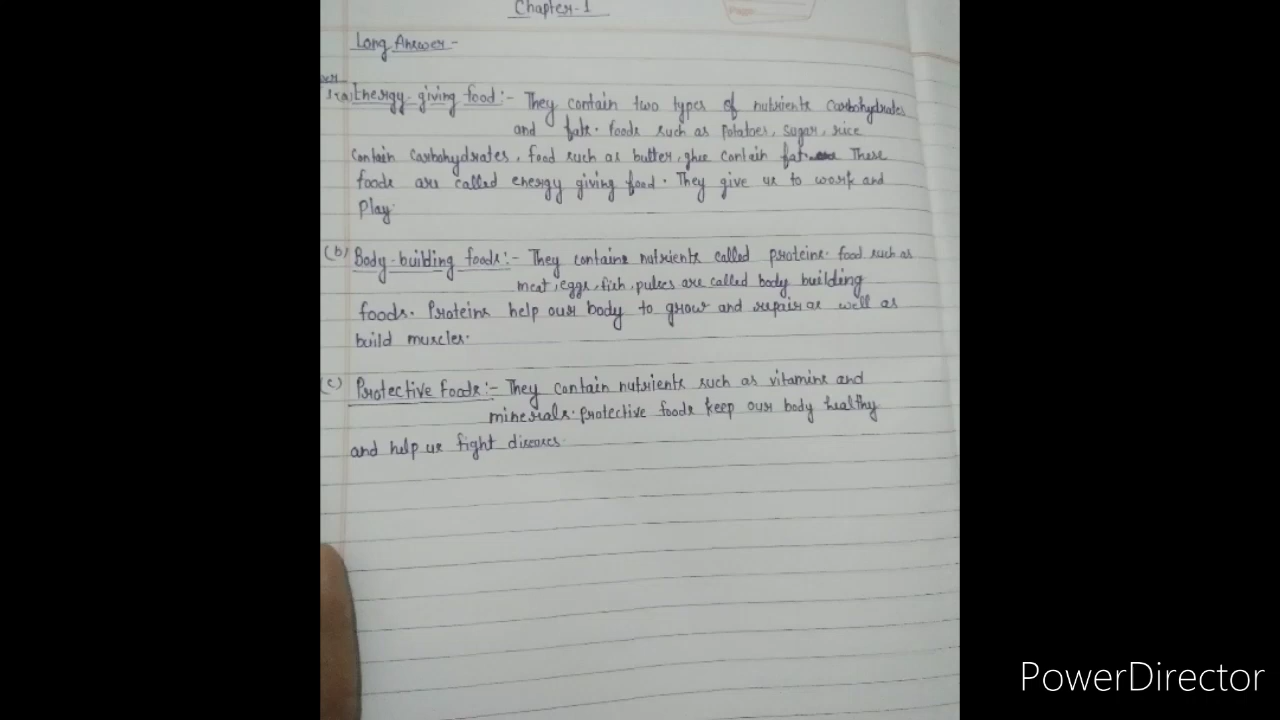 Chapter-1
Long Answer-
1(a) Energy-giving food:- They contain two types of nutrients carbohydrates
and fats. Foods such as potatoes, sugar, rice
contain carbohydrates, food such as butter, ghee contain fat. These
foods are called energy giving food. They give us to work and
Play.
(b) Body-building foods:- They contains nutrients called proteins. food such as
meat, eggs, fish, pulses are called body building
foods. Proteins help our body to grow and repair as well as
build muscles.
(c) Protective foods:- They contain nutrients such as vitamins and
minerals. protective foods keep our body healthy
and help us fight diseases.
PowerDirector